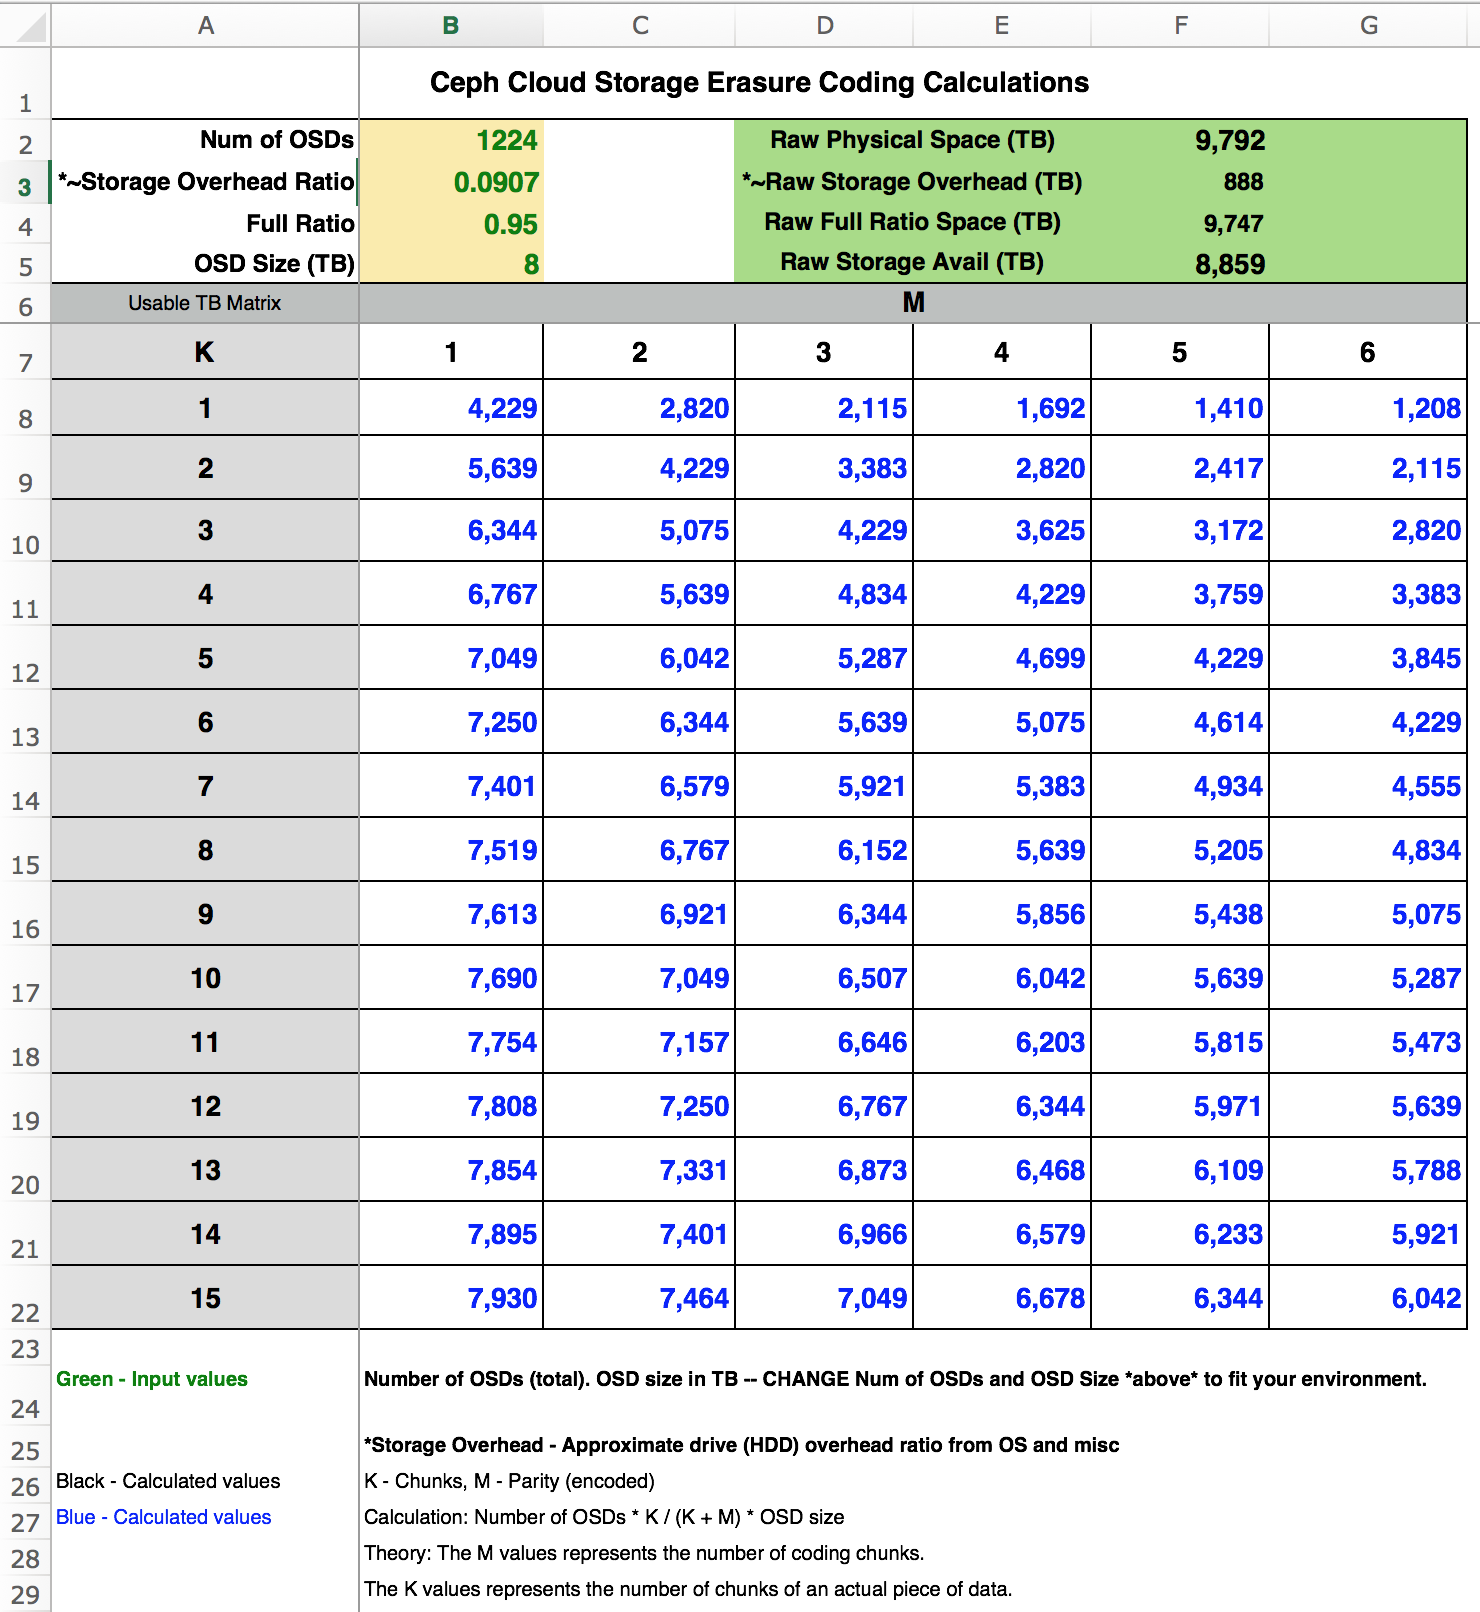 A B C D E F G
1 Ceph Cloud Storage Erasure Coding Calculations
2 Num of OSDs 1224 Raw Physical Space (TB) 9,792
3 *~Storage Overhead Ratio 0.0907 *~Raw Storage Overhead (TB) 888
4 Full Ratio 0.95 Raw Full Ratio Space (TB) 9,747
5 OSD Size (TB) 8 Raw Storage Avail (TB) 8,859
6 Usable TB Matrix M
7 K 1 2 3 4 5 6
8 1 4,229 2,820 2,115 1,692 1,410 1,208
9 2 5,639 4,229 3,383 2,820 2,417 2,115
10 3 6,344 5,075 4,229 3,625 3,172 2,820
11 4 6,767 5,639 4,834 4,229 3,759 3,383
12 5 7,049 6,042 5,287 4,699 4,229 3,845
13 6 7,250 6,344 5,639 5,075 4,614 4,229
14 7 7,401 6,579 5,921 5,383 4,934 4,555
15 8 7,519 6,767 6,152 5,639 5,205 4,834
16 9 7,613 6,921 6,344 5,856 5,438 5,075
17 10 7,690 7,049 6,507 6,042 5,639 5,287
18 11 7,754 7,157 6,646 6,203 5,815 5,473
19 12 7,808 7,250 6,767 6,344 5,971 5,639
20 13 7,854 7,331 6,873 6,468 6,109 5,788
21 14 7,895 7,401 6,966 6,579 6,233 5,921
22 15 7,930 7,464 7,049 6,678 6,344 6,042
23
24 Green - Input values Number of OSDs (total). OSD size in TB -- CHANGE Num of OSDs and OSD Size *above* to fit your environment.
25 *Storage Overhead - Approximate drive (HDD) overhead ratio from OS and misc
26 Black - Calculated values K - Chunks, M - Parity (encoded)
27 Blue - Calculated values Calculation: Number of OSDs * K / (K + M) * OSD size
28 Theory: The M values represents the number of coding chunks.
29 The K values represents the number of chunks of an actual piece of data.